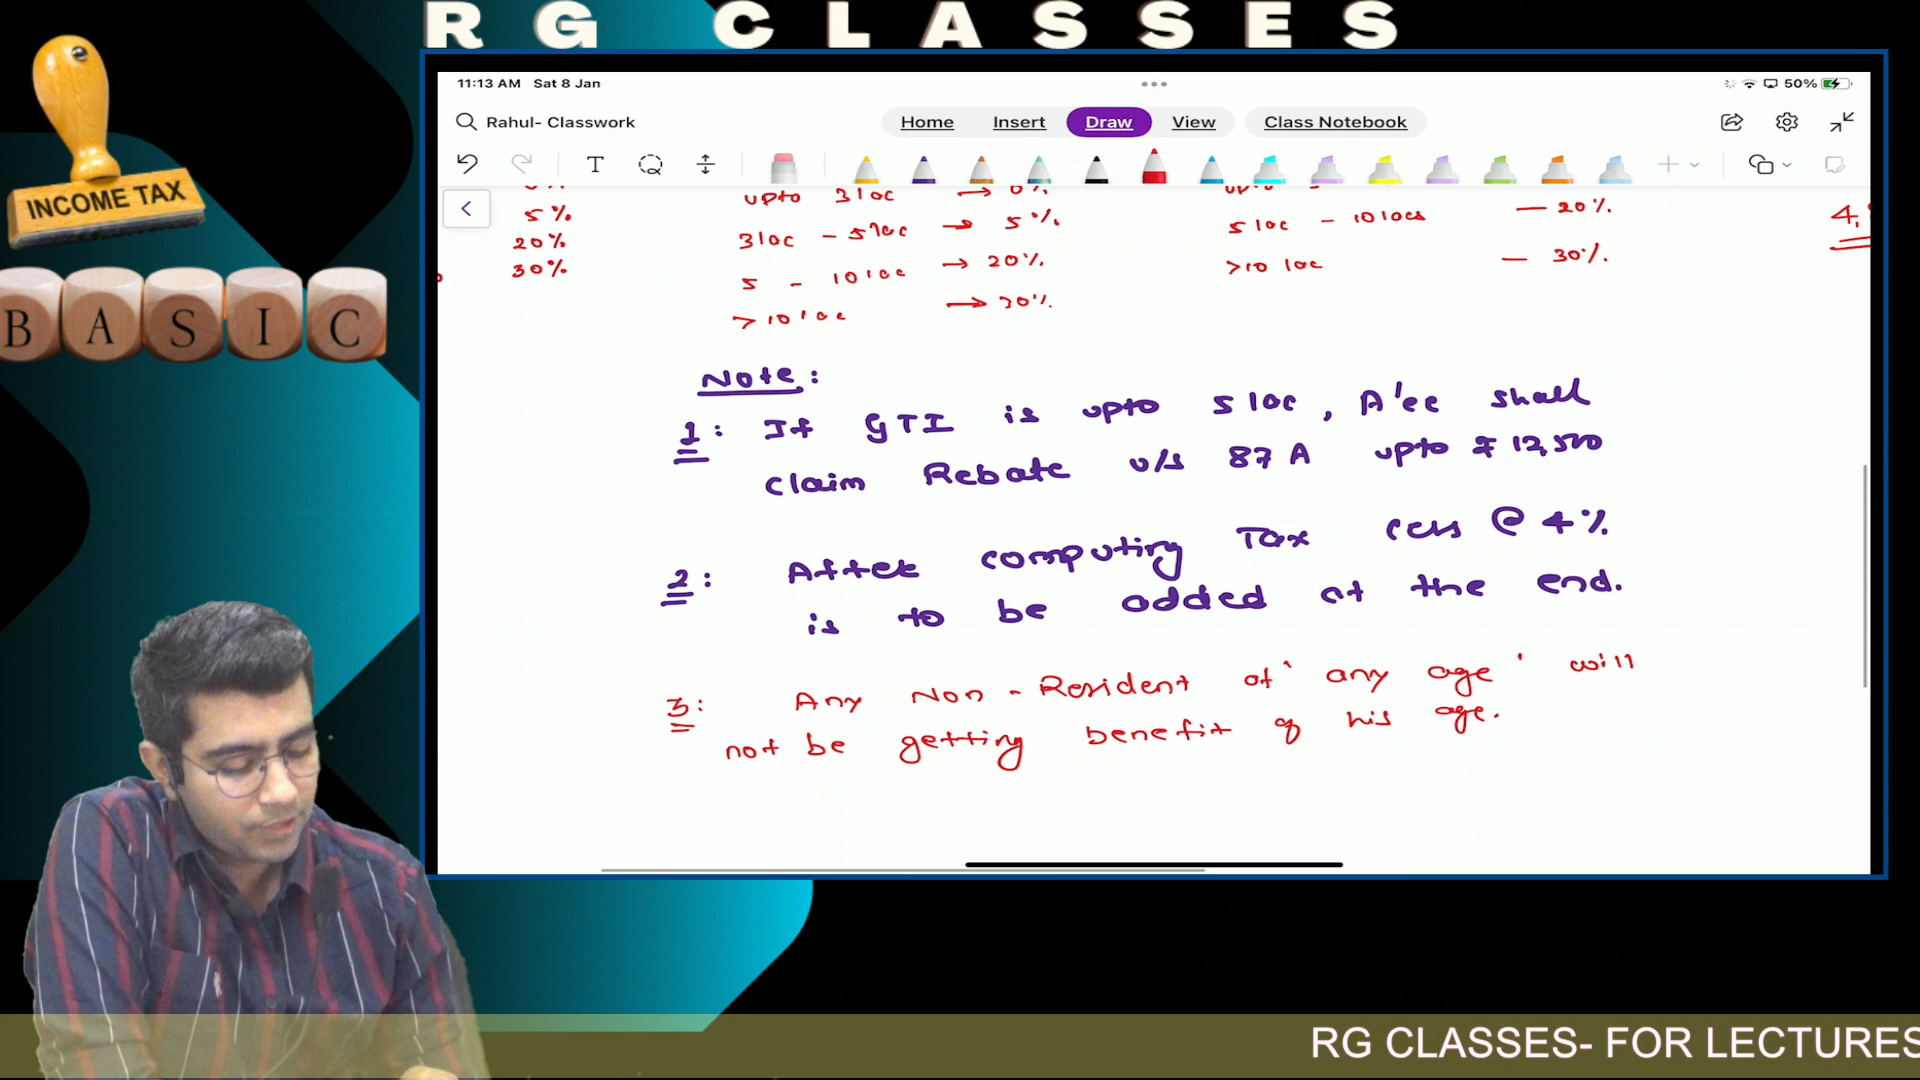 RG CLASSES
11:13 AM Sat 8 Jan
50%
Rahul- Classwork
Home Insert Draw View Class Notebook
INCOME TAX
BASIC
5%
20%
30%
upto 3 lac → 0%
3 lac - 5 lac → 5%
5 - 10 lac → 20%
> 10 lac → 30%
5 lac - 10 lacs — 20%
>10 lac — 30%.
Note:
1: If GTI is upto 5 lac, A'ee shall
claim Rebate u/s 87 A upto ₹ 12,500
2: After computing Tax cess @ 4%
is to be added at the end.
3: Any Non-Resident of 'any age' will
not be getting benefit of his age.
RG CLASSES- FOR LECTURES